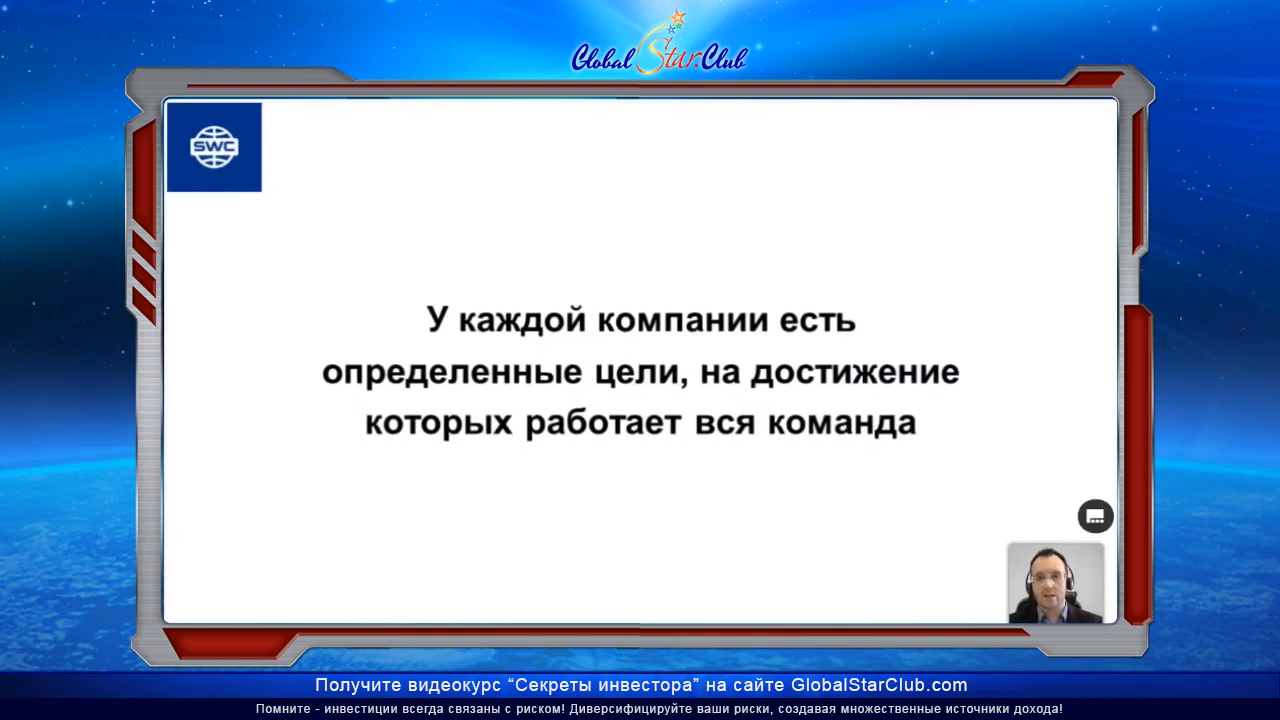 Global Star.Club
SWC
У каждой компании есть
определенные цели, на достижение
которых работает вся команда
Получите видеокурс “Секреты инвестора” на сайте GlobalStarClub.com
Помните - инвестиции всегда связаны с риском! Диверсифицируйте ваши риски, создавая множественные источники дохода!